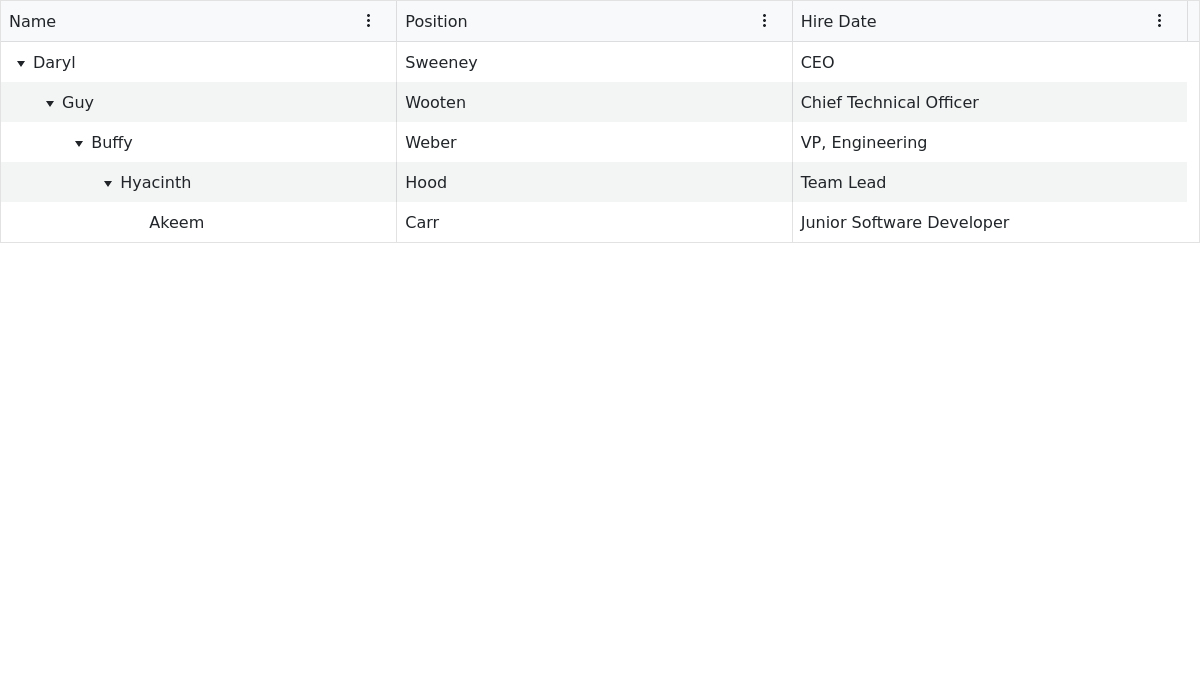 Name Position Hire Date
Daryl Sweeney CEO
Guy Wooten Chief Technical Officer
Buffy Weber VP, Engineering
Hyacinth Hood Team Lead
Akeem Carr Junior Software Developer